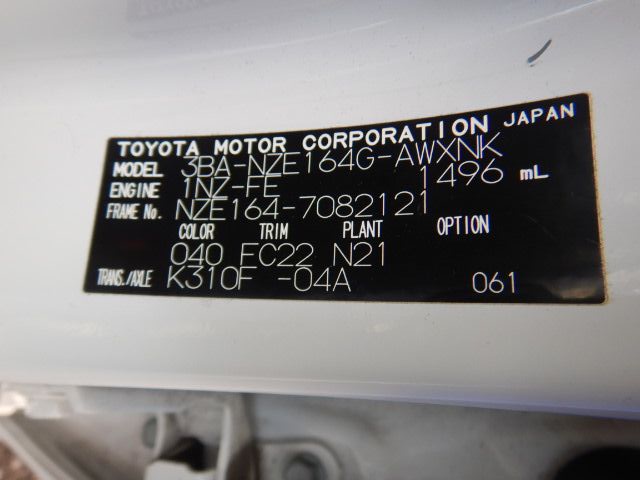 TOYOTA MOTOR CORPORATION JAPAN
MODEL 3BA-NZE164G-AWXNK
ENGINE 1NZ-FE 1496 mL
FRAME No. NZE164-7082121
COLOR TRIM PLANT OPTION
040 FC22 N21
TRANS./AXLE K310F -04A 061